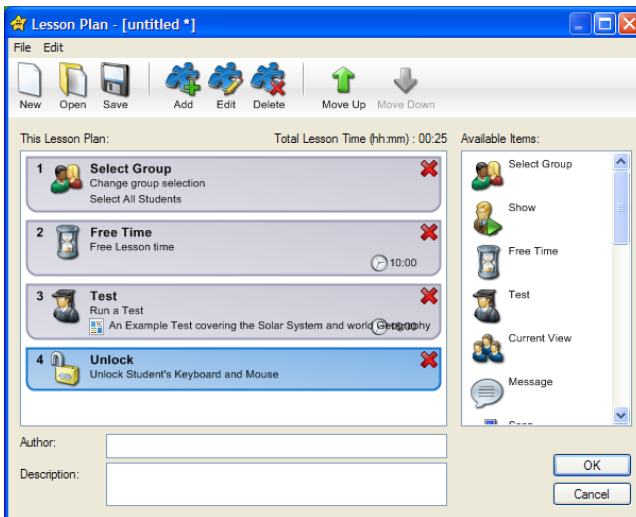 Lesson Plan - [untitled *]
File Edit
New Open Save Add Edit Delete Move Up Move Down
This Lesson Plan: Total Lesson Time (hh:mm) : 00:25 Available Items:
1 Select Group
Change group selection
Select All Students
2 Free Time
Free Lesson time
10:00
3 Test
Run a Test
An Example Test covering the Solar System and world Geography
4 Unlock
Unlock Student's Keyboard and Mouse
Select Group
Show
Free Time
Test
Current View
Message
Author:
Description:
OK
Cancel